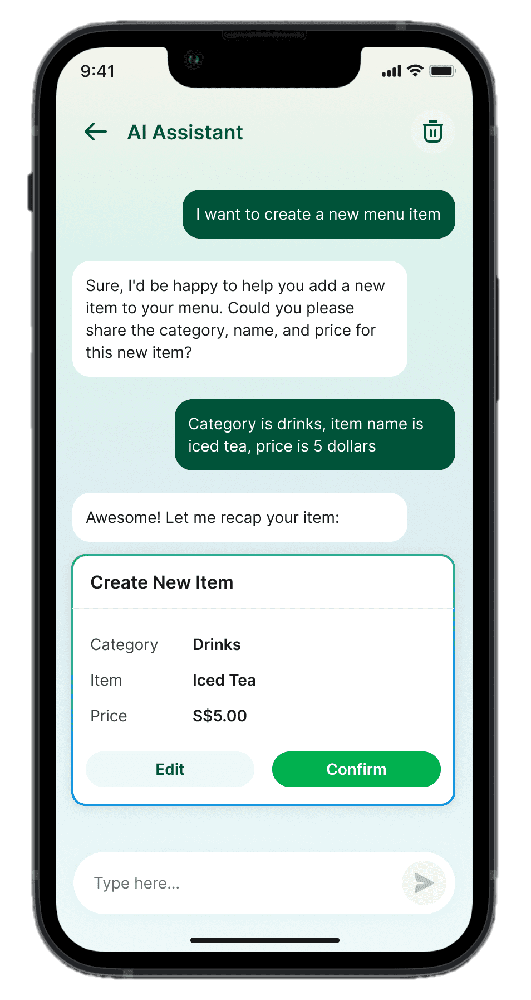 9:41
AI Assistant
I want to create a new menu item
Sure, I'd be happy to help you add a new
item to your menu. Could you please
share the category, name, and price for
this new item?
Category is drinks, item name is
iced tea, price is 5 dollars
Awesome! Let me recap your item:
Create New Item
Category Drinks
Item Iced Tea
Price S$5.00
Edit Confirm
Type here...